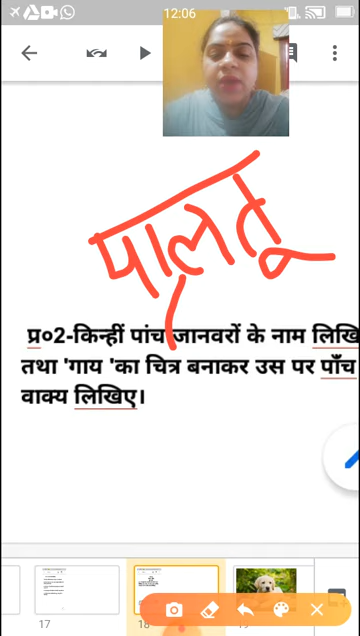 12:06
पालतू
प्र०2-किन्हीं पांच जानवरों के नाम लिखि
तथा 'गाय 'का चित्र बनाकर उस पर पाँच
वाक्य लिखिए।
17
18